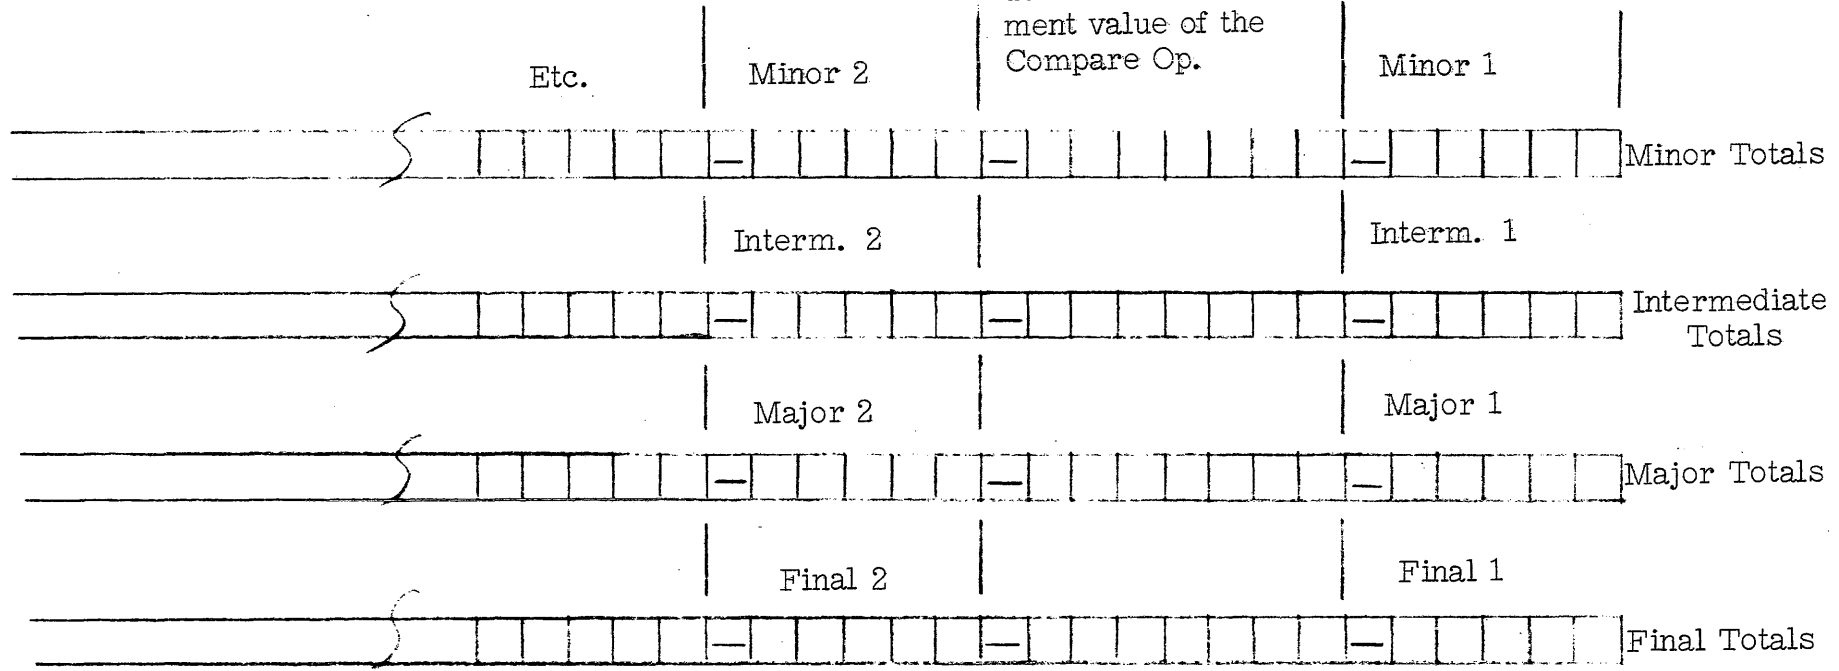 ment value of the
Compare Op.
Etc.
Minor 2
Minor 1
Minor Totals
Interm. 2
Interm. 1
Intermediate
Totals
Major 2
Major 1
Major Totals
Final 2
Final 1
Final Totals